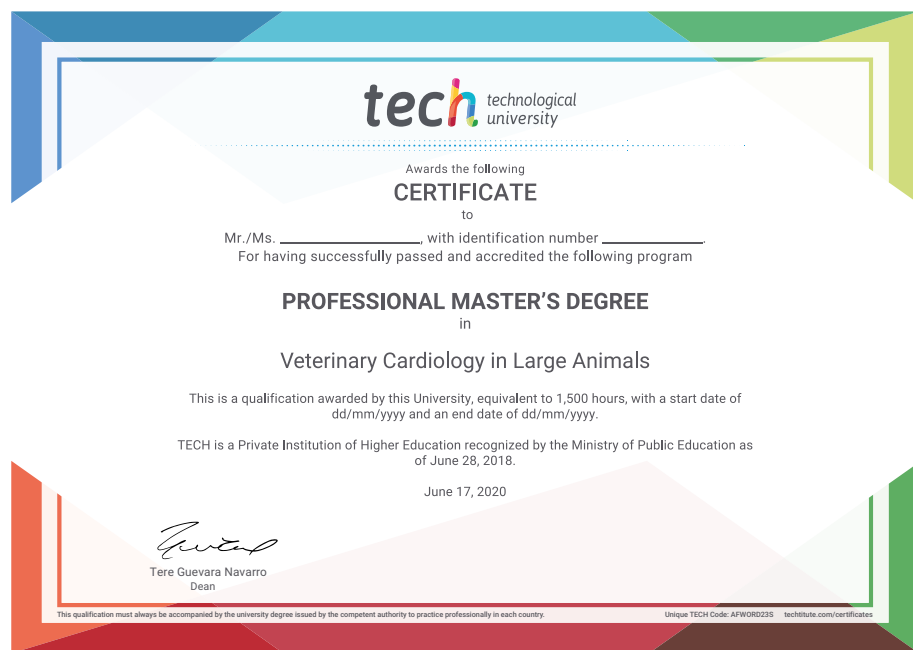 tech technological
university
Awards the following
CERTIFICATE
to
Mr./Ms. ____________________, with identification number ______________.
For having successfully passed and accredited the following program
PROFESSIONAL MASTER'S DEGREE
in
Veterinary Cardiology in Large Animals
This is a qualification awarded by this University, equivalent to 1,500 hours, with a start date of
dd/mm/yyyy and an end date of dd/mm/yyyy.
TECH is a Private Institution of Higher Education recognized by the Ministry of Public Education as
of June 28, 2018.
June 17, 2020
Tere Guevara Navarro
Dean
This qualification must always be accompanied by the university degree issued by the competent authority to practice professionally in each country.
Unique TECH Code: AFWORD23S techtitute.com/certificates